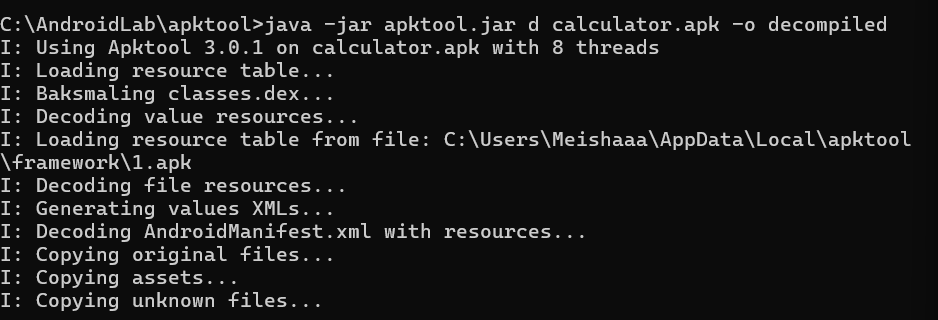 C:\AndroidLab\apktool>java -jar apktool.jar d calculator.apk -o decompiled
I: Using Apktool 3.0.1 on calculator.apk with 8 threads
I: Loading resource table...
I: Baksmaling classes.dex...
I: Decoding value resources...
I: Loading resource table from file: C:\Users\Meishaaa\AppData\Local\apktool
\framework\1.apk
I: Decoding file resources...
I: Generating values XMLs...
I: Decoding AndroidManifest.xml with resources...
I: Copying original files...
I: Copying assets...
I: Copying unknown files...